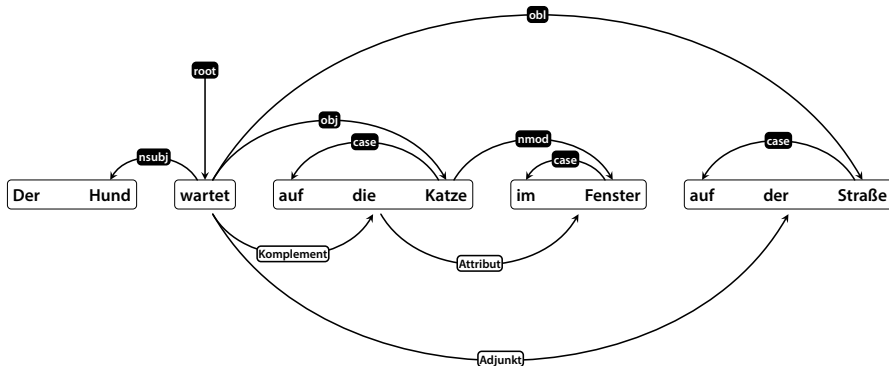 obl
root
obj
case
nmod
case
case
nsubj
Der Hund wartet auf die Katze im Fenster auf der Straße
Komplement
Attribut
Adjunkt